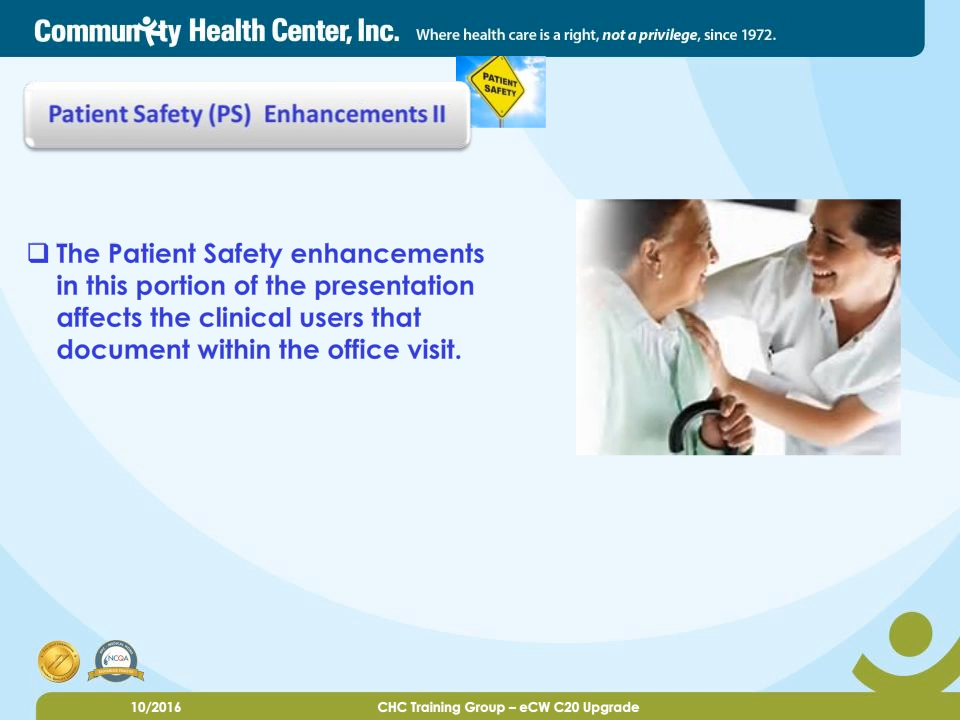 Community Health Center, Inc. Where health care is a right, not a privilege, since 1972.
PATIENT
SAFETY
Patient Safety (PS) Enhancements II
❑ The Patient Safety enhancements
in this portion of the presentation
affects the clinical users that
document within the office visit.
NCQA
10/2016 CHC Training Group – eCW C20 Upgrade